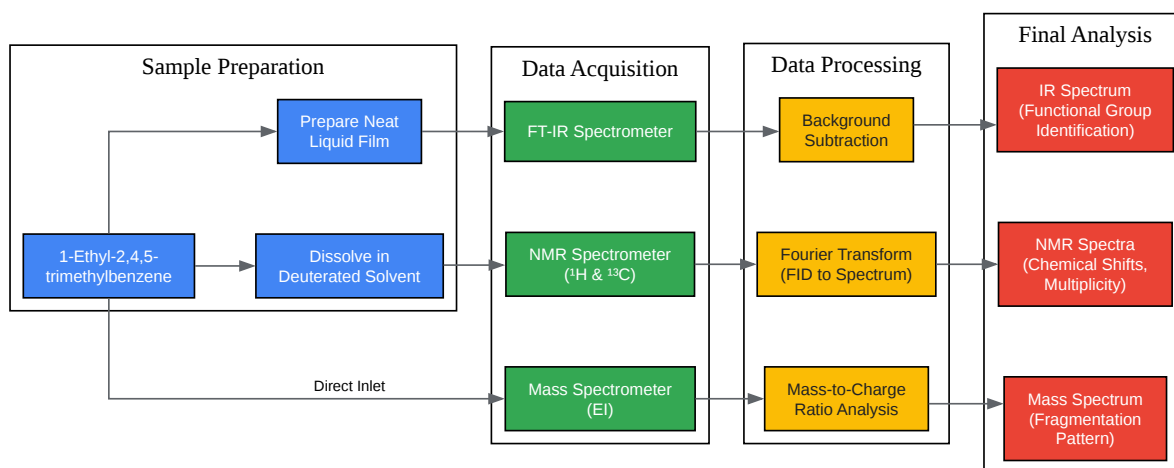 Final Analysis
Sample Preparation
Data Acquisition
Data Processing
Prepare Neat
Liquid Film
FT-IR Spectrometer
Background
Subtraction
IR Spectrum
(Functional Group
Identification)
1-Ethyl-2,4,5-
trimethylbenzene
Dissolve in
Deuterated Solvent
NMR Spectrometer
(¹H & ¹³C)
Fourier Transform
(FID to Spectrum)
NMR Spectra
(Chemical Shifts,
Multiplicity)
Direct Inlet
Mass Spectrometer
(EI)
Mass-to-Charge
Ratio Analysis
Mass Spectrum
(Fragmentation
Pattern)